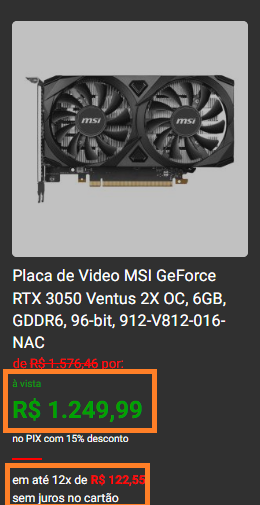 msi
msi
Placa de Video MSI GeForce
RTX 3050 Ventus 2X OC, 6GB,
GDDR6, 96-bit, 912-V812-016-
NAC
de R$ 1.576,46 por:
à vista
R$ 1.249,99
no PIX com 15% desconto
em até 12x de R$ 122,55
sem juros no cartão